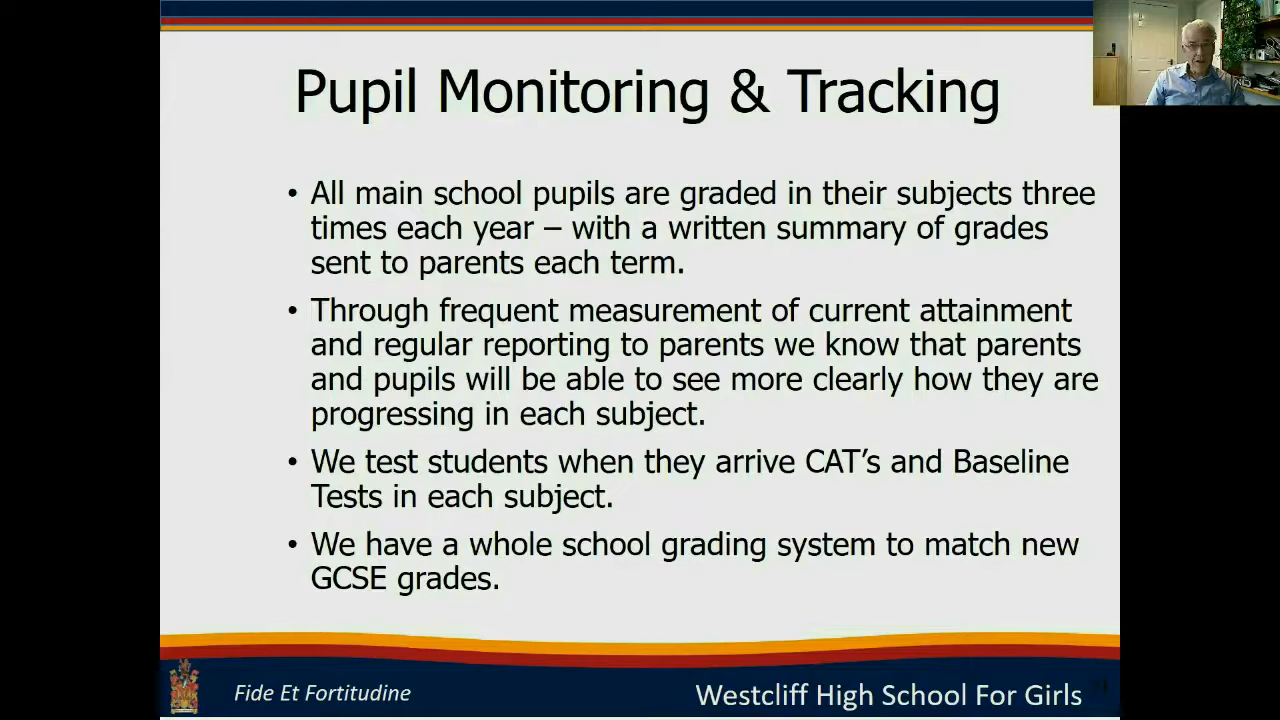 Pupil Monitoring & Tracking
• All main school pupils are graded in their subjects three
times each year – with a written summary of grades
sent to parents each term.
• Through frequent measurement of current attainment
and regular reporting to parents we know that parents
and pupils will be able to see more clearly how they are
progressing in each subject.
• We test students when they arrive CAT’s and Baseline
Tests in each subject.
• We have a whole school grading system to match new
GCSE grades.
Fide Et Fortitudine
Westcliff High School For Girls